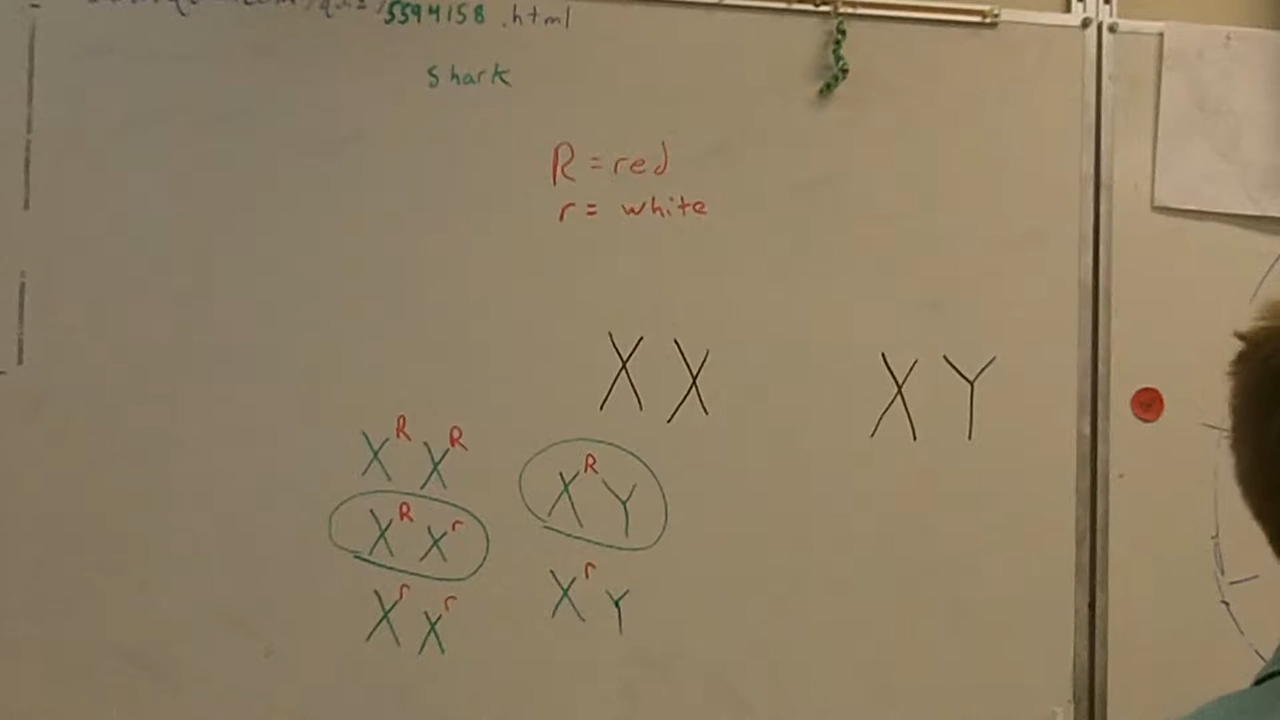 5594158 .html
shark
R = red
r = white
X X
X Y
X^R X^R
X^R Y
X^R X^r
X^r Y
X^r X^r